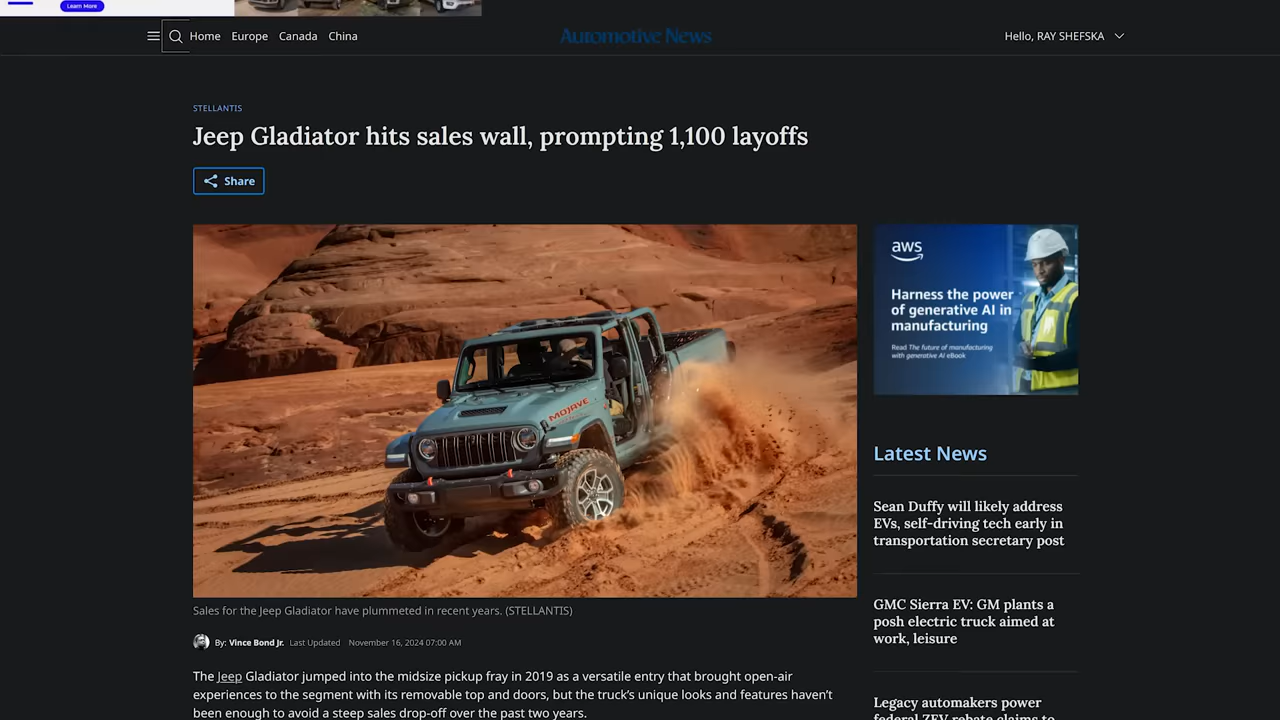 Learn More
Home Europe Canada China
Automotive News
Hello, RAY SHEFSKA
STELLANTIS
Jeep Gladiator hits sales wall, prompting 1,100 layoffs
Share
MOJAVE
aws
Harness the power
of generative AI in
manufacturing
Read The future of manufacturing
with generative AI eBook
Sales for the Jeep Gladiator have plummeted in recent years. (STELLANTIS)
By: Vince Bond Jr. Last Updated November 16, 2024 07:00 AM
The Jeep Gladiator jumped into the midsize pickup fray in 2019 as a versatile entry that brought open-air
experiences to the segment with its removable top and doors, but the truck's unique looks and features haven't
been enough to avoid a steep sales drop-off over the past two years.
Latest News
Sean Duffy will likely address
EVs, self-driving tech early in
transportation secretary post
GMC Sierra EV: GM plants a
posh electric truck aimed at
work, leisure
Legacy automakers power
federal ZEV rebate claims to